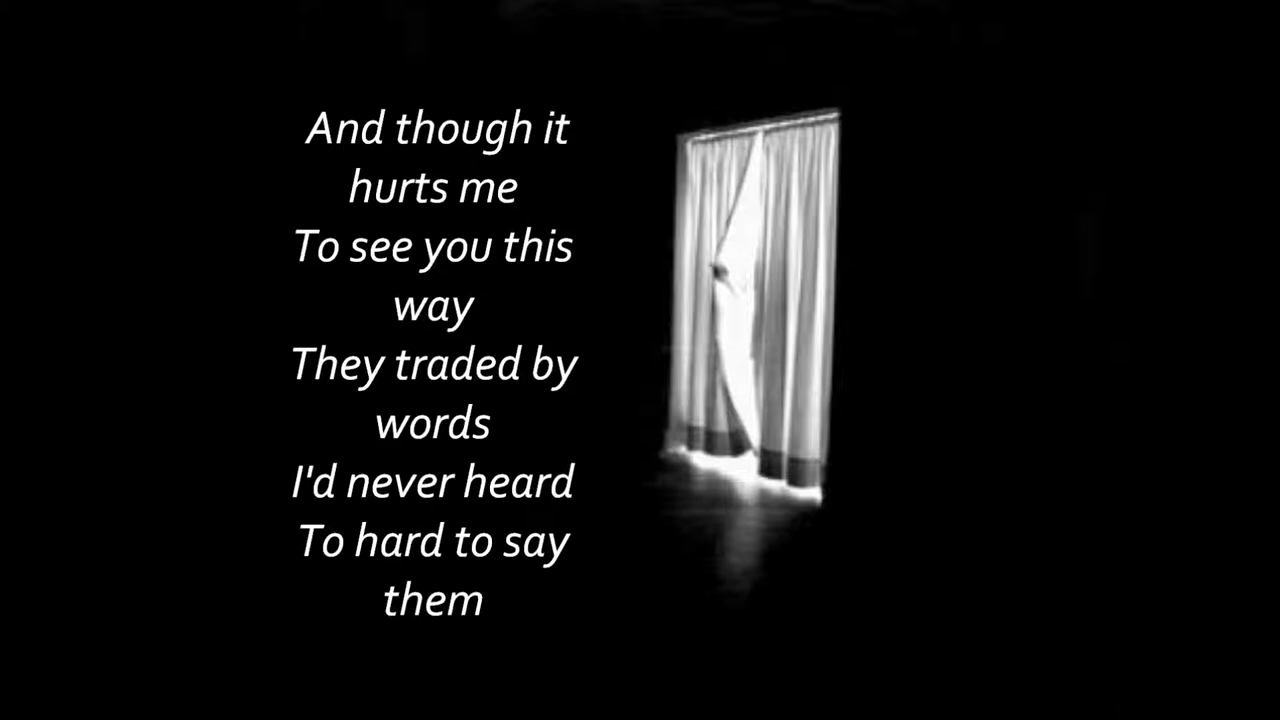 And though it
hurts me
To see you this
way
They traded by
words
I'd never heard
To hard to say
them